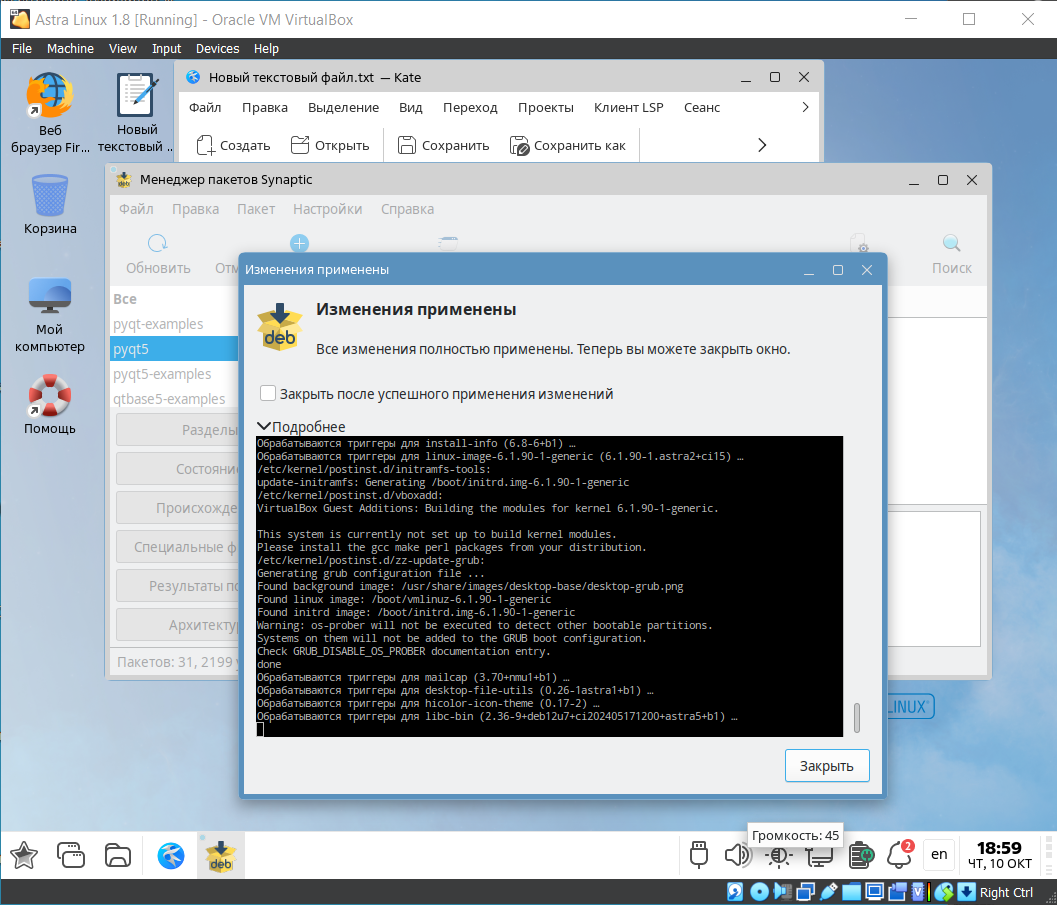 Astra Linux 1.8 [Running] - Oracle VM VirtualBox
File Machine View Input Devices Help
Веб
браузер Fir...
Новый
текстовый ...
Корзина
Мой
компьютер
Помощь
Новый текстовый файл.txt — Kate
Файл Правка Выделение Вид Переход Проекты Клиент LSP Сеанс
Создать Открыть Сохранить Сохранить как
Менеджер пакетов Synaptic
Файл Правка Пакет Настройки Справка
Обновить Отм Поиск
Все
pyqt-examples
pyqt5
pyqt5-examples
qtbase5-examples
Разделы
Состояние
Происхожде
Специальные ф
Результаты по
Архитекту
Пакетов: 31, 2199 у
Изменения применены
deb
Изменения применены
Все изменения полностью применены. Теперь вы можете закрыть окно.
Закрыть после успешного применения изменений
Подробнее
Обрабатываются триггеры для install-info (6.8-6+b1) …
Обрабатываются триггеры для linux-image-6.1.90-1-generic (6.1.90-1.astra2+ci15) …
/etc/kernel/postinst.d/initramfs-tools:
update-initramfs: Generating /boot/initrd.img-6.1.90-1-generic
/etc/kernel/postinst.d/vboxadd:
VirtualBox Guest Additions: Building the modules for kernel 6.1.90-1-generic.
This system is currently not set up to build kernel modules.
Please install the gcc make perl packages from your distribution.
/etc/kernel/postinst.d/zz-update-grub:
Generating grub configuration file ...
Found background image: /usr/share/images/desktop-base/desktop-grub.png
Found linux image: /boot/vmlinuz-6.1.90-1-generic
Found initrd image: /boot/initrd.img-6.1.90-1-generic
Warning: os-prober will not be executed to detect other bootable partitions.
Systems on them will not be added to the GRUB boot configuration.
Check GRUB_DISABLE_OS_PROBER documentation entry.
done
Обрабатываются триггеры для mailcap (3.70+nmu1+b1) …
Обрабатываются триггеры для desktop-file-utils (0.26-1astra1+b1) …
Обрабатываются триггеры для hicolor-icon-theme (0.17-2) …
Обрабатываются триггеры для libc-bin (2.36-9+deb12u7+ci202405171200+astra5+b1) …
Закрыть
LINUX®
Громкость: 45
deb
2
en
18:59
ЧТ, 10 ОКТ
Right Ctrl